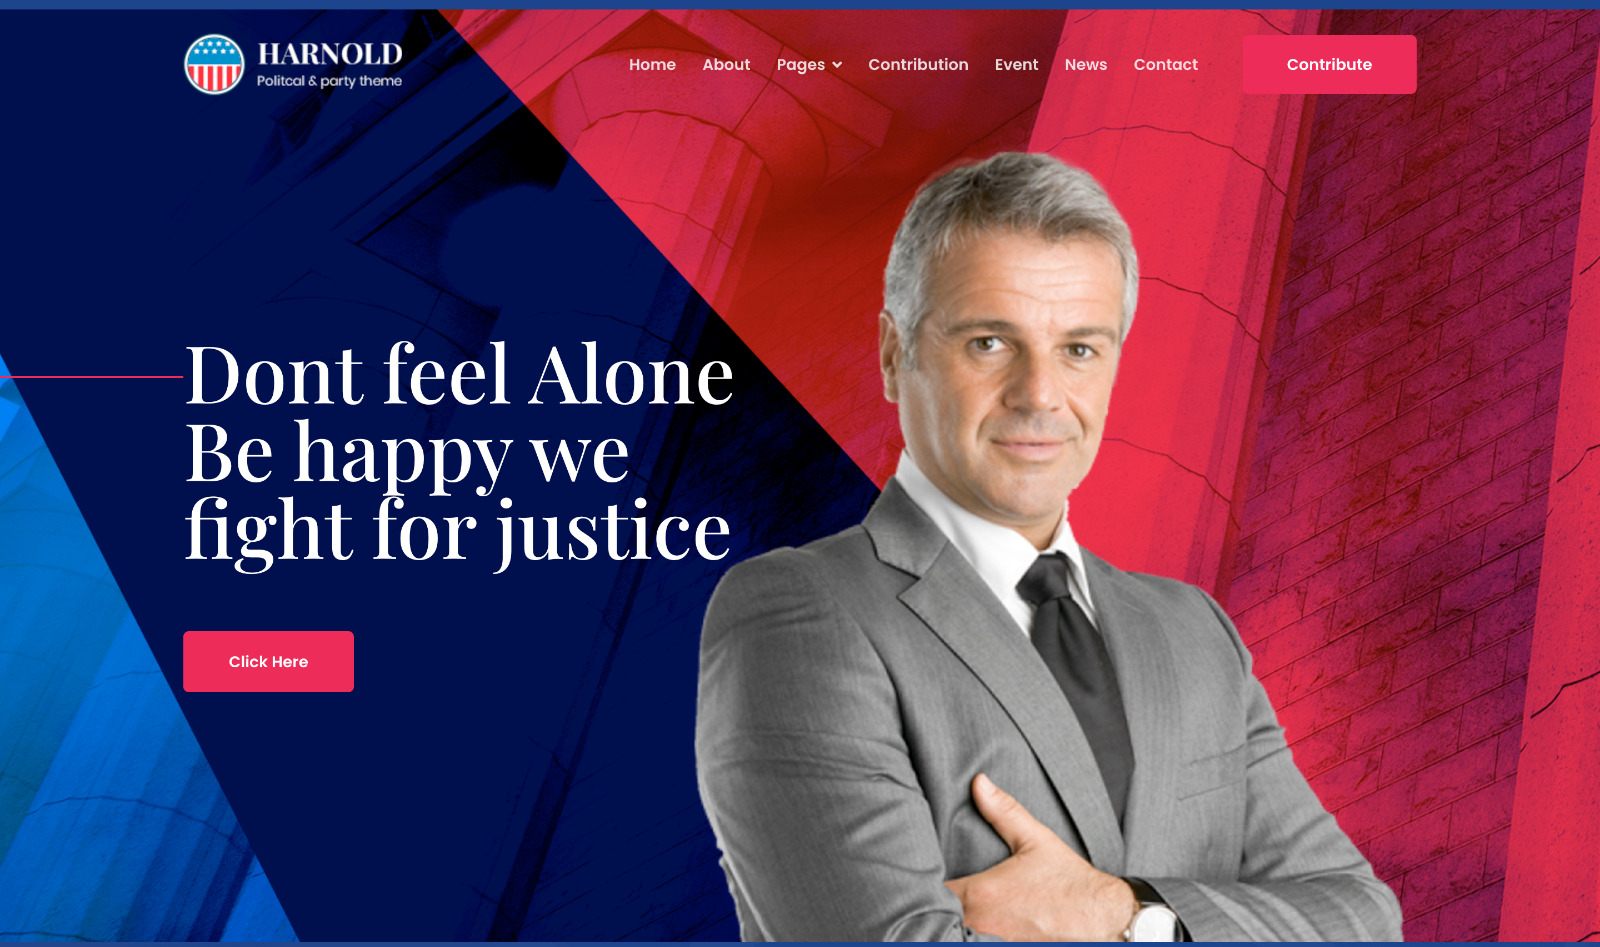 HARNOLD
Politcal & party theme
Home About Pages Contribution Event News Contact Contribute
Dont feel Alone
Be happy we
fight for justice
Click Here